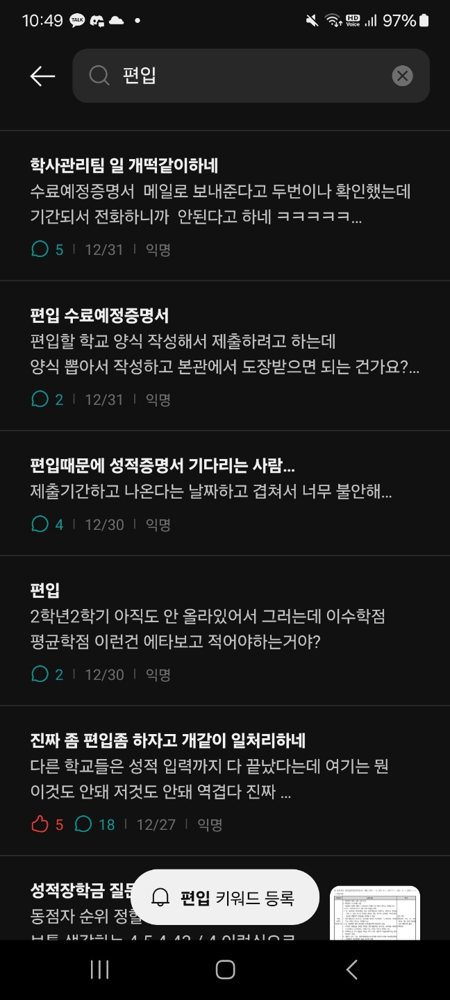 10:49 TALK HD Voice 97%
편입
학사관리팀 일 개떡같이하네
수료예정증명서 메일로 보내준다고 두번이나 확인했는데
기간되서 전화하니까 안된다고 하네 ㅋㅋㅋㅋㅋ...
5 | 12/31 | 익명
편입 수료예정증명서
편입할 학교 양식 작성해서 제출하려고 하는데
양식 뽑아서 작성하고 본관에서 도장받으면 되는 건가요?...
2 | 12/31 | 익명
편입때문에 성적증명서 기다리는 사람...
제출기간하고 나온다는 날짜하고 겹쳐서 너무 불안해...
4 | 12/30 | 익명
편입
2학년2학기 아직도 안 올라있어서 그러는데 이수학점
평균학점 이런건 에타보고 적어야하는거야?
2 | 12/30 | 익명
진짜 좀 편입좀 하자고 개같이 일처리하네
다른 학교들은 성적 입력까지 다 끝났다는데 여기는 뭔
이것도 안돼 저것도 안돼 역겹다 진짜 ...
5 18 | 12/27 | 익명
성적장학금
편입 키워드 등록
동점자 순위